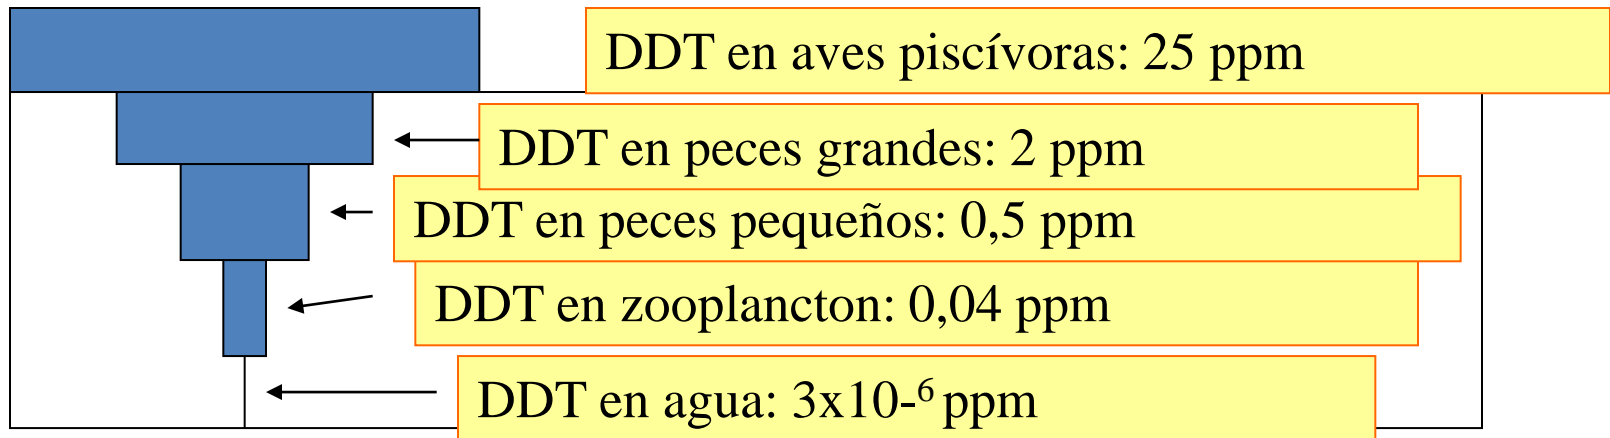 DDT en aves piscívoras: 25 ppm
DDT en peces grandes: 2 ppm
DDT en peces pequeños: 0,5 ppm
DDT en zooplancton: 0,04 ppm
DDT en agua: 3x10-⁶ ppm